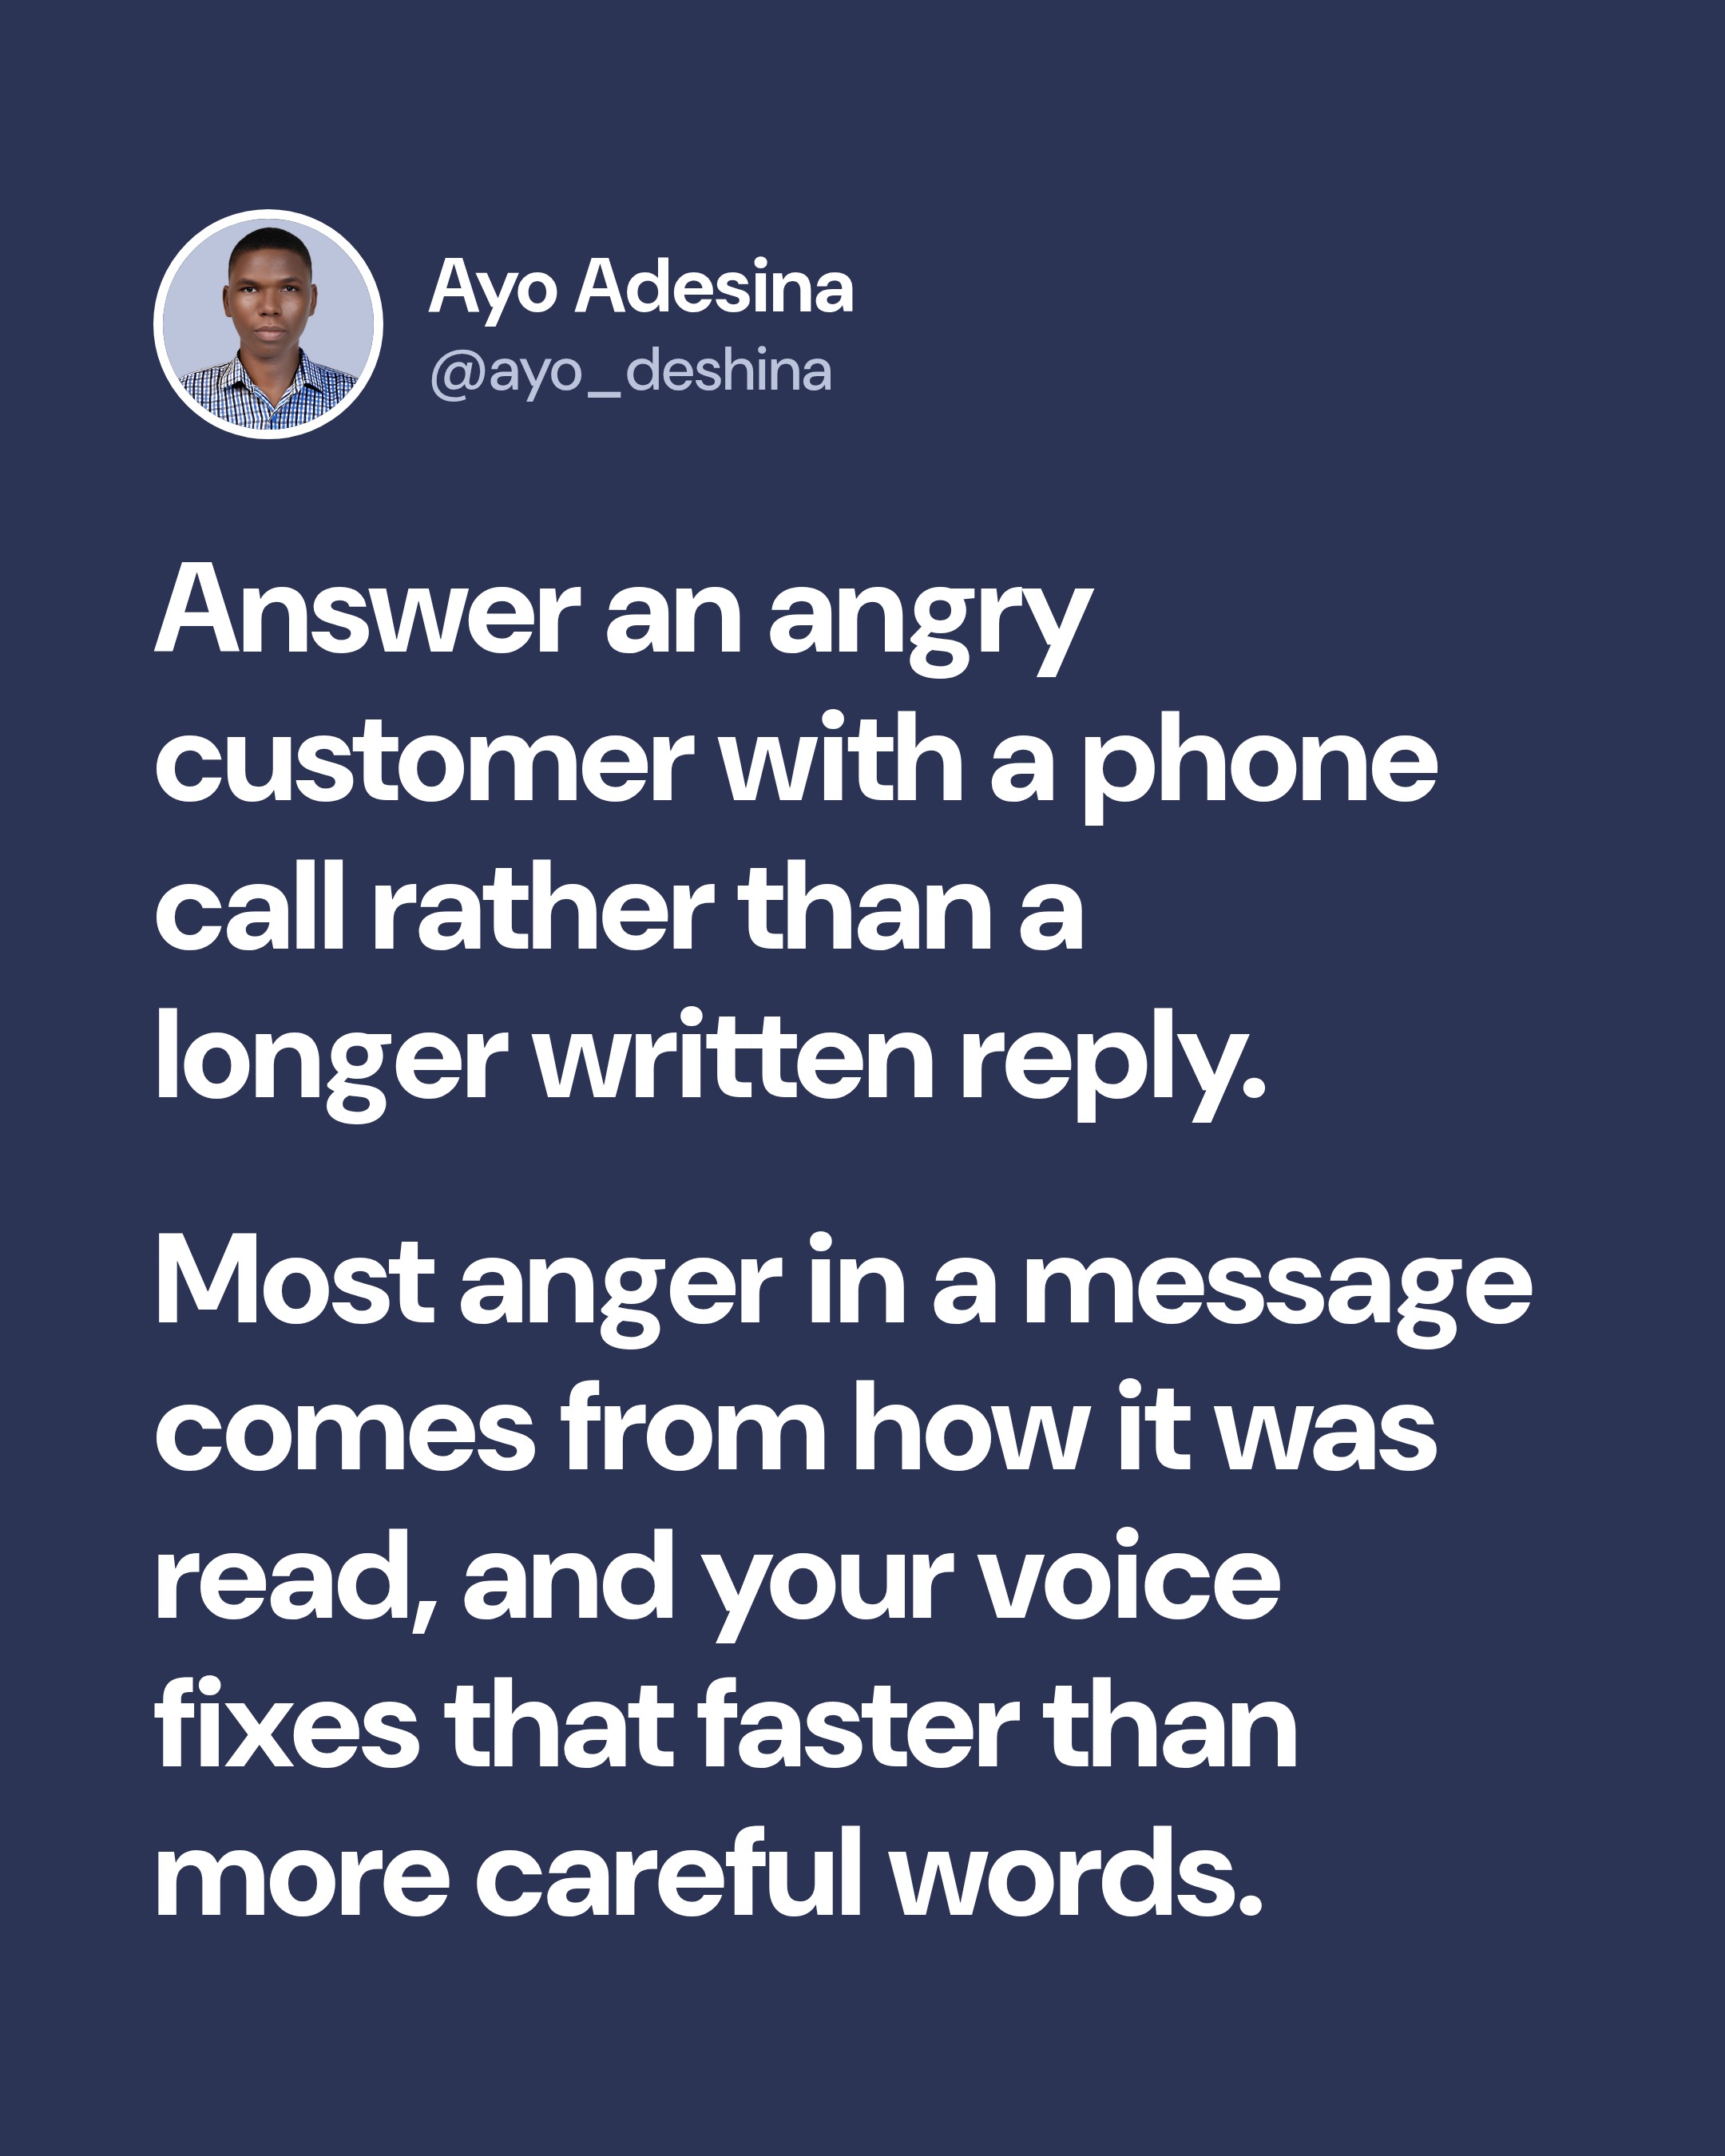 Ayo Adesina
@ayo_deshina
Answer an angry
customer with a phone
call rather than a
longer written reply.
Most anger in a message
comes from how it was
read, and your voice
fixes that faster than
more careful words.